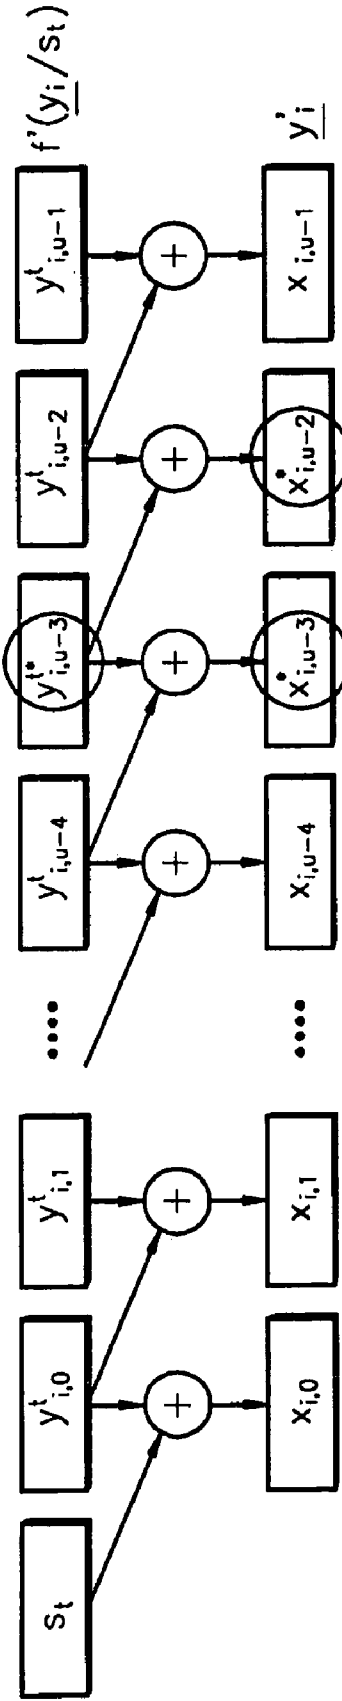 S_t y^t_{i,0} y^t_{i,1} •••• y^t_{i,u-4} y^{t*}_{i,u-3} y^t_{i,u-2} y^t_{i,u-1} f'(y_i/s_t)
+ + + + + +
x_{i,0} x_{i,1} •••• x_{i,u-4} x^*_{i,u-3} x^*_{i,u-2} x_{i,u-1} y'_i